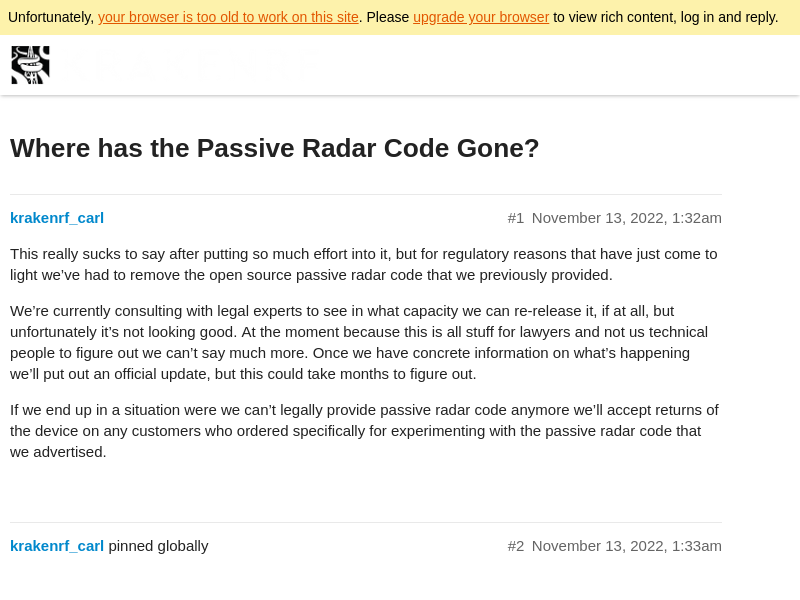 Unfortunately, your browser is too old to work on this site. Please upgrade your browser to view rich content, log in and reply.
Where has the Passive Radar Code Gone?
krakenrf_carl #1 November 13, 2022, 1:32am
This really sucks to say after putting so much effort into it, but for regulatory reasons that have just come to
light we’ve had to remove the open source passive radar code that we previously provided.
We’re currently consulting with legal experts to see in what capacity we can re-release it, if at all, but
unfortunately it’s not looking good. At the moment because this is all stuff for lawyers and not us technical
people to figure out we can’t say much more. Once we have concrete information on what’s happening
we’ll put out an official update, but this could take months to figure out.
If we end up in a situation were we can’t legally provide passive radar code anymore we’ll accept returns of
the device on any customers who ordered specifically for experimenting with the passive radar code that
we advertised.
krakenrf_carl pinned globally #2 November 13, 2022, 1:33am